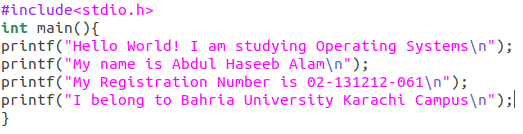 #include<stdio.h>
int main(){
printf("Hello World! I am studying Operating Systems\n");
printf("My name is Abdul Haseeb Alam\n");
printf("My Registration Number is 02-131212-061\n");
printf("I belong to Bahria University Karachi Campus\n");
}